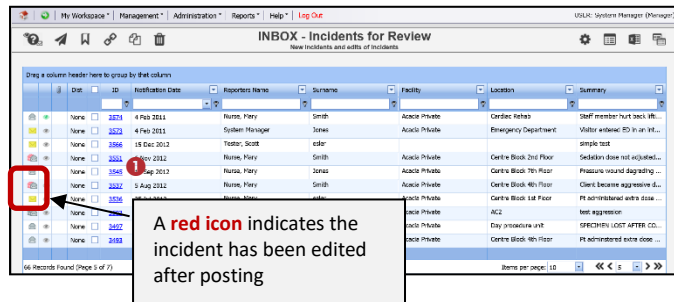 My Workspace Management Administration Reports Help Log Out USER: System Manager (Manager)
INBOX - Incidents for Review
New Incidents and edits of Incidents
Drag a column header here to group by that column
Dist ID Notification Date Reporters Name Surname Facility Location Summary
None 3574 4 Feb 2011 Nurse, Mary Smith Acacia Private Cardiac Rehab Staff member hurt back lifti...
None 3573 4 Feb 2011 System Manager Jones Acacia Private Emergency Department Visitor entered ED in an int...
None 3566 15 Dec 2012 Tester, Scott esler simple test
None 3551 Nov 2012 Nurse, Mary Smith Acacia Private Centre Block 2nd Floor Sedation dose not adjusted...
None 3545 Sep 2012 Nurse, Mary Jones Acacia Private Centre Block 7th Floor Pressure wound degrading ...
1
None 3537 5 Aug 2012 Nurse, Mary Smith Acacia Private Centre Block 4th Floor Client became aggressive d...
None 3536 Acacia Private Centre Block 1st Floor Pt administered extra dose ...
None Acacia Private AC2 test aggression
None 3497 Acacia Private Day procedure unit SPECIMEN LOST AFTER CO...
None 3493 Acacia Private Centre Block 4th Floor Pt administered extra dose ...
A red icon indicates the
incident has been edited
after posting
66 Records Found (Page 5 of 7) Items per page: 10 5